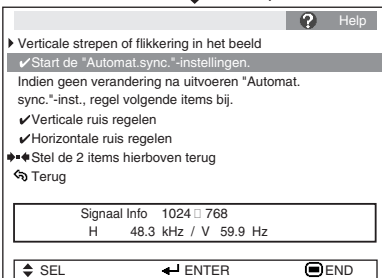 ? Help
Verticale strepen of flikkering in het beeld
✔Start de "Automat.sync."-instellingen.
Indien geen verandering na uitvoeren "Automat.
sync."-inst., regel volgende items bij.
✔Verticale ruis regelen
✔Horizontale ruis regelen
Stel de 2 items hierboven terug
Terug
Signaal Info 1024 □ 768
H 48.3 kHz / V 59.9 Hz
SEL ENTER END